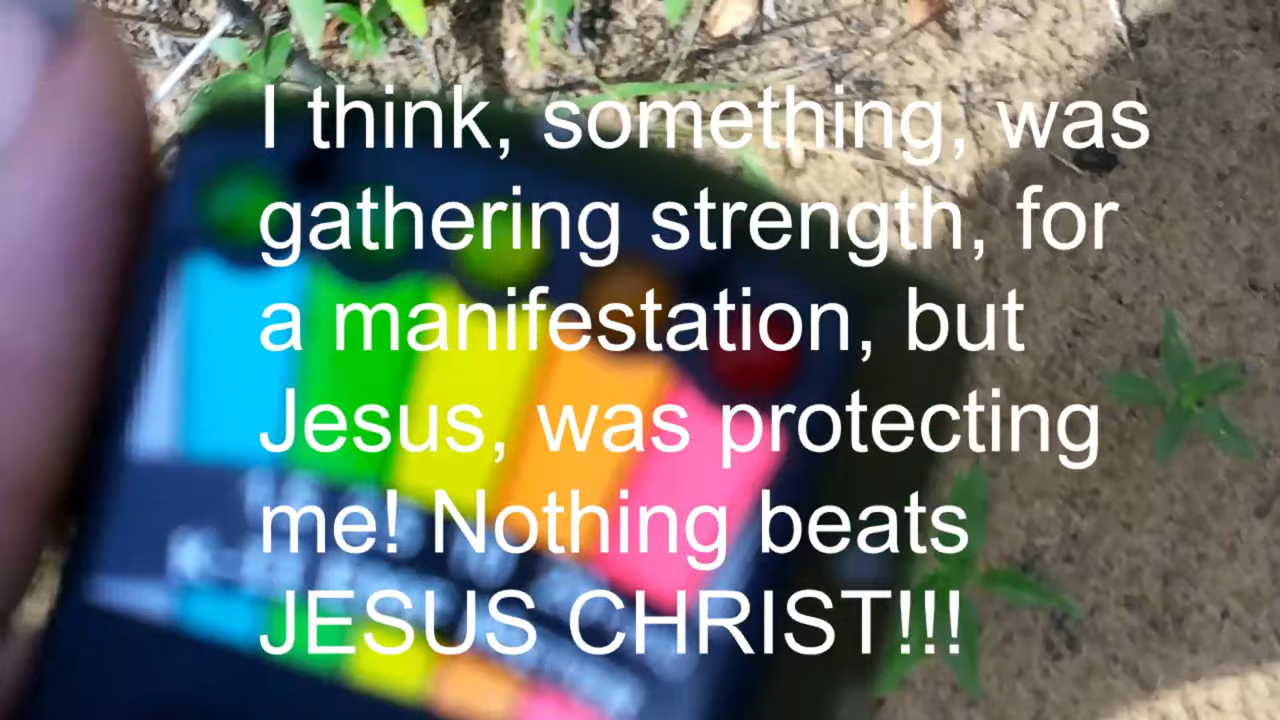 I think, something, was
gathering strength, for
a manifestation, but
Jesus, was protecting
me! Nothing beats
JESUS CHRIST!!!